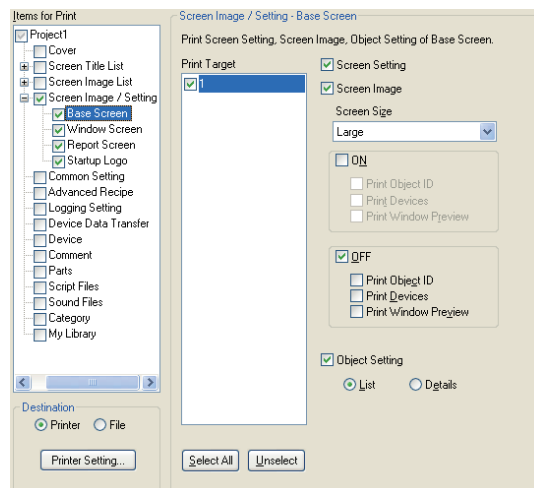 Items for Print
Project1
Cover
Screen Title List
Screen Image List
Screen Image / Setting
Base Screen
Window Screen
Report Screen
Startup Logo
Common Setting
Advanced Recipe
Logging Setting
Device Data Transfer
Device
Comment
Parts
Script Files
Sound Files
Category
My Library
Destination
Printer File
Printer Setting...
Screen Image / Setting - Base Screen
Print Screen Setting, Screen Image, Object Setting of Base Screen.
Print Target
1
Select All Unselect
Screen Setting
Screen Image
Screen Size
Large
ON
Print Object ID
Print Devices
Print Window Preview
OFF
Print Object ID
Print Devices
Print Window Preview
Object Setting
List Details